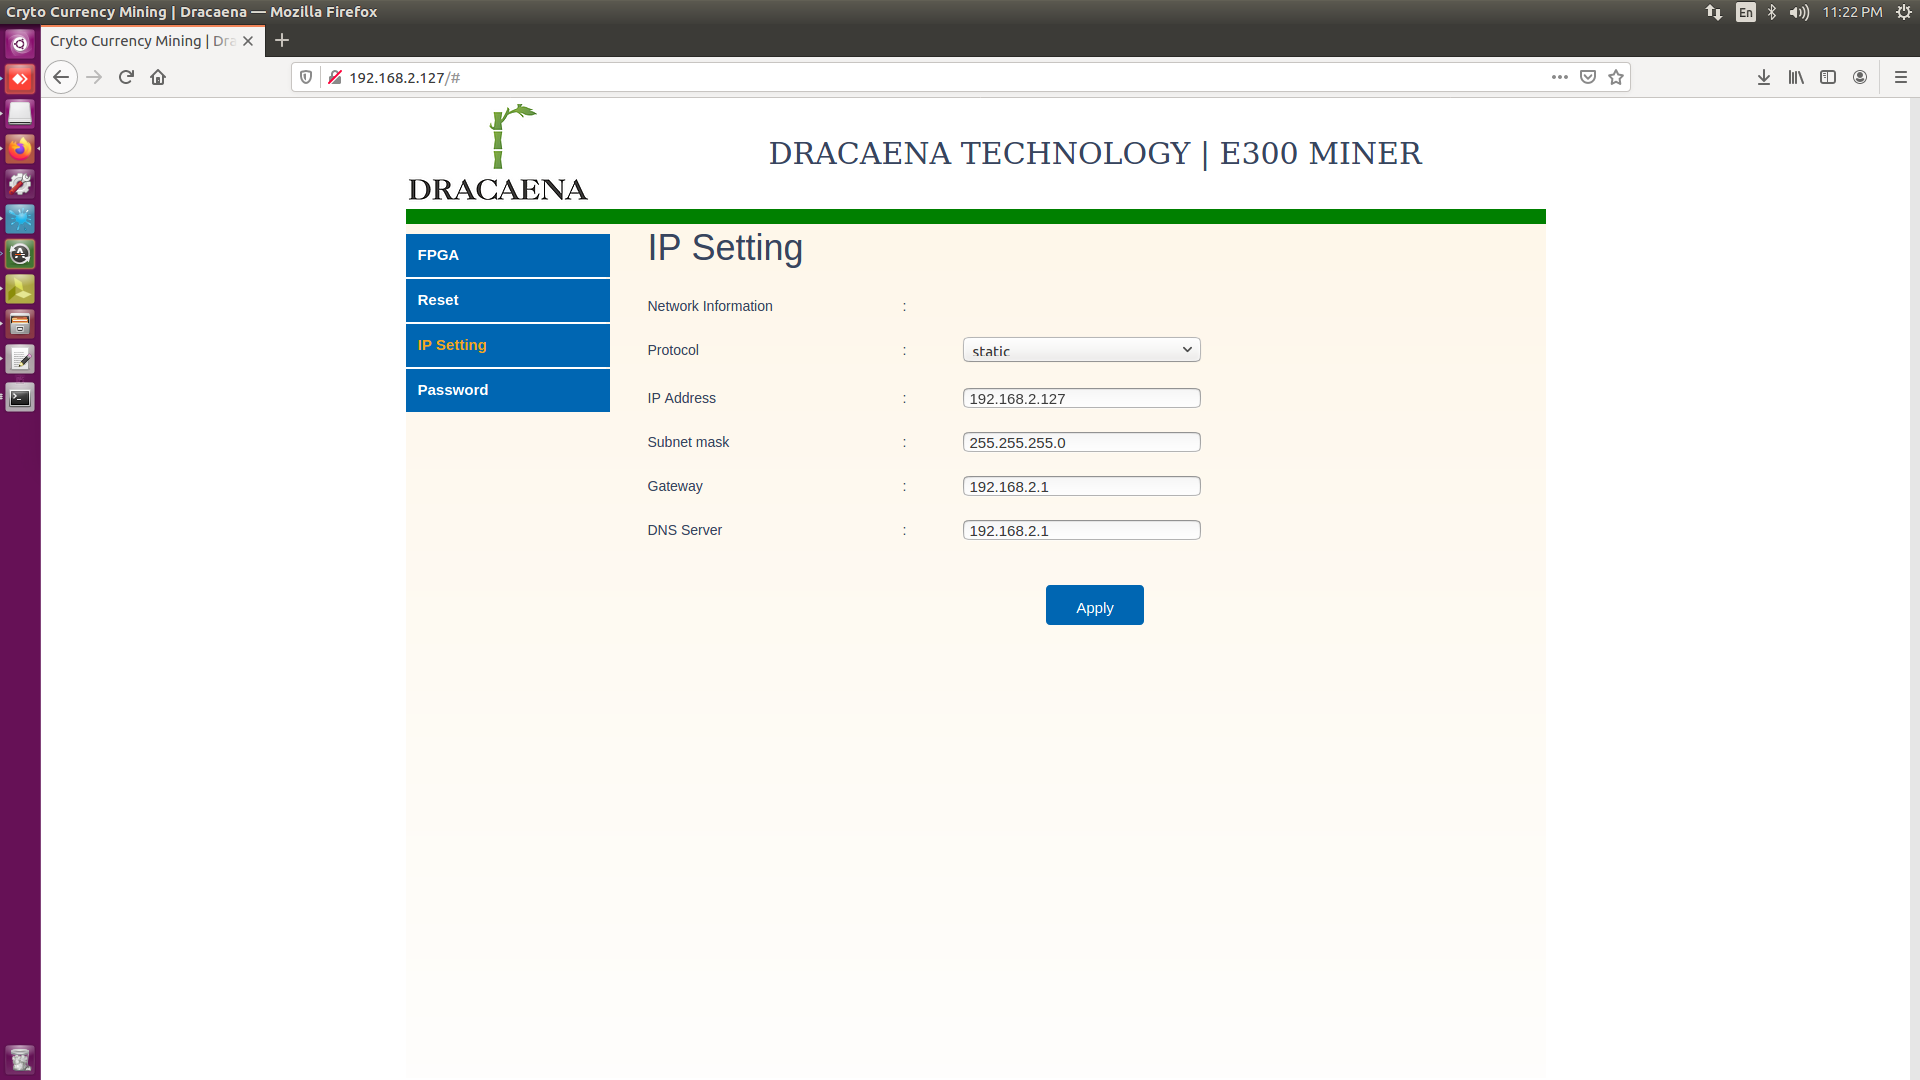 Cryto Currency Mining | Dracaena — Mozilla Firefox
En
11:22 PM
Cryto Currency Mining | Dra
192.168.2.127/#
DRACAENA
DRACAENA TECHNOLOGY | E300 MINER
FPGA
Reset
IP Setting
Password
IP Setting
Network Information :
Protocol : static
IP Address : 192.168.2.127
Subnet mask : 255.255.255.0
Gateway : 192.168.2.1
DNS Server : 192.168.2.1
Apply